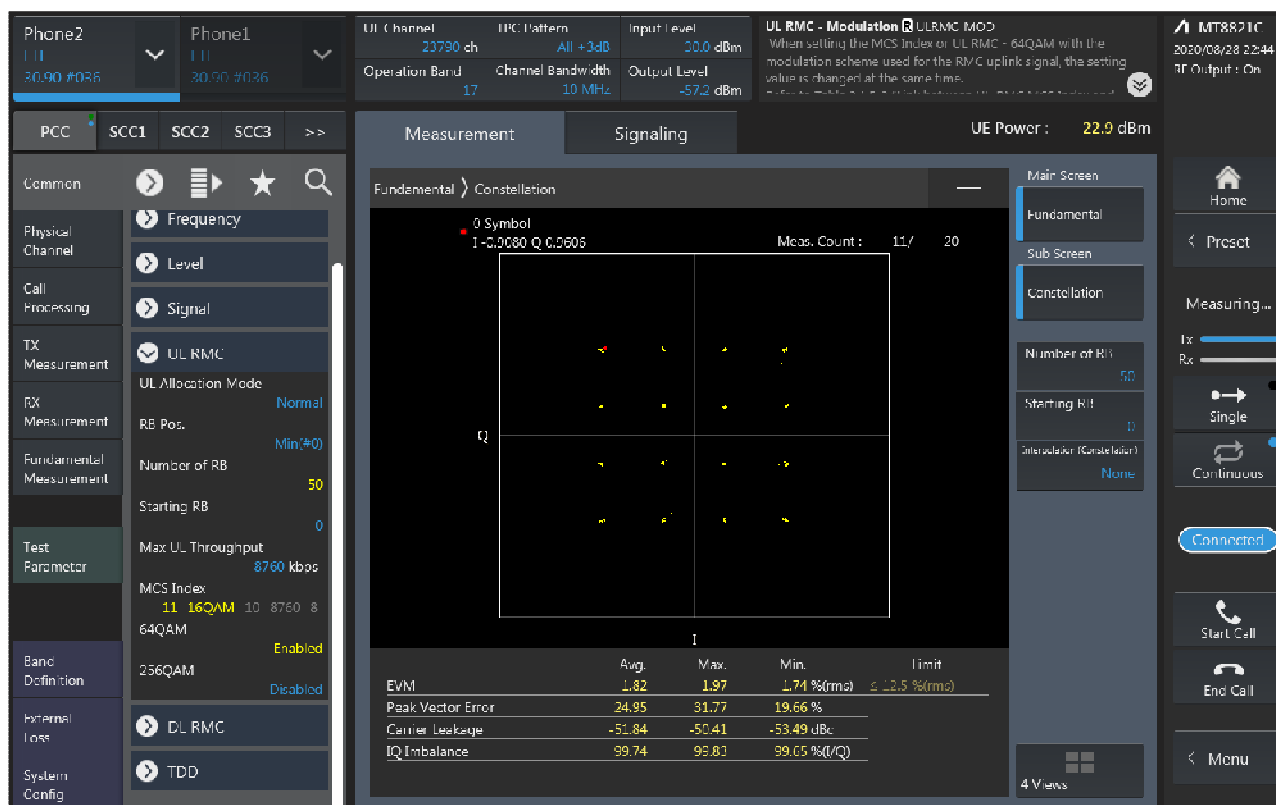 Phone2
LTE
30.90 #036
Phone1
LTE
30.90 #036
UL Channel
23790 ch
TPC Pattern
All +3dB
Input Level
30.0 dBm
Operation Band
17
Channel Bandwidth
10 MHz
Output Level
-57.2 dBm
UL RMC - Modulation R ULRMC_MOD
When setting the MCS Index or UL RMC - 64QAM with the
modulation scheme used for the RMC uplink signal, the setting
value is changed at the same time.
MT8821C
2020/08/28 22:44
RF Output : On
PCC
SCC1
SCC2
SCC3
>>
Measurement
Signaling
UE Power : 22.9 dBm
Common
Physical
Channel
Call
Processing
TX
Measurement
RX
Measurement
Fundamental
Measurement
Test
Parameter
Band
Definition
External
Loss
System
Config
Frequency
Level
Signal
UL RMC
UL Allocation Mode
Normal
RB Pos.
Min(#0)
Number of RB
50
Starting RB
0
Max UL Throughput
8760 kbps
MCS Index
11 16QAM 10 8760 8
64QAM
Enabled
256QAM
Disabled
DL RMC
TDD
Fundamental > Constellation
0 Symbol
I -0.9080 Q 0.9606
Meas. Count : 11/ 20
Q
I
Avg. Max. Min. Limit
EVM 1.82 1.97 1.74 %(rms) ≤ 12.5 %(rms)
Peak Vector Error 24.95 31.77 19.66 %
Carrier Leakage -51.84 -50.41 -53.49 dBc
IQ Imbalance 99.74 99.83 99.65 %(I/Q)
Main Screen
Fundamental
Sub Screen
Constellation
Number of RB
50
Starting RB
0
Interpolation (Constellation)
None
4 Views
Home
< Preset
Measuring...
Tx
Rx
Single
Continuous
Connected
Start Call
End Call
< Menu